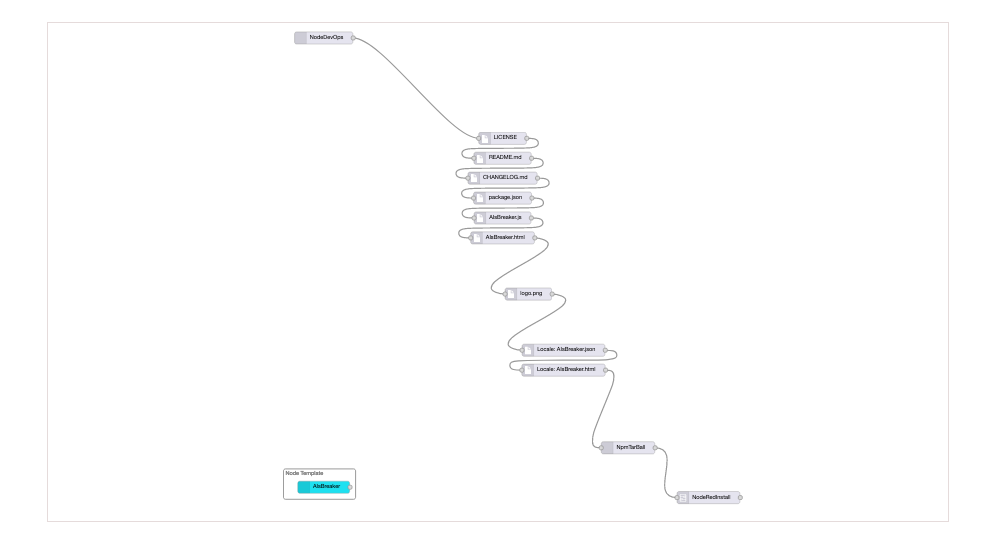 NodeDevOps
LICENSE
README.md
CHANGELOG.md
package.json
AlsBreaker.js
AlsBreaker.html
logo.png
Locale: AlsBreaker.json
Locale: AlsBreaker.html
NpmTarBall
Node Template
AlsBreaker
NodeRedInstall